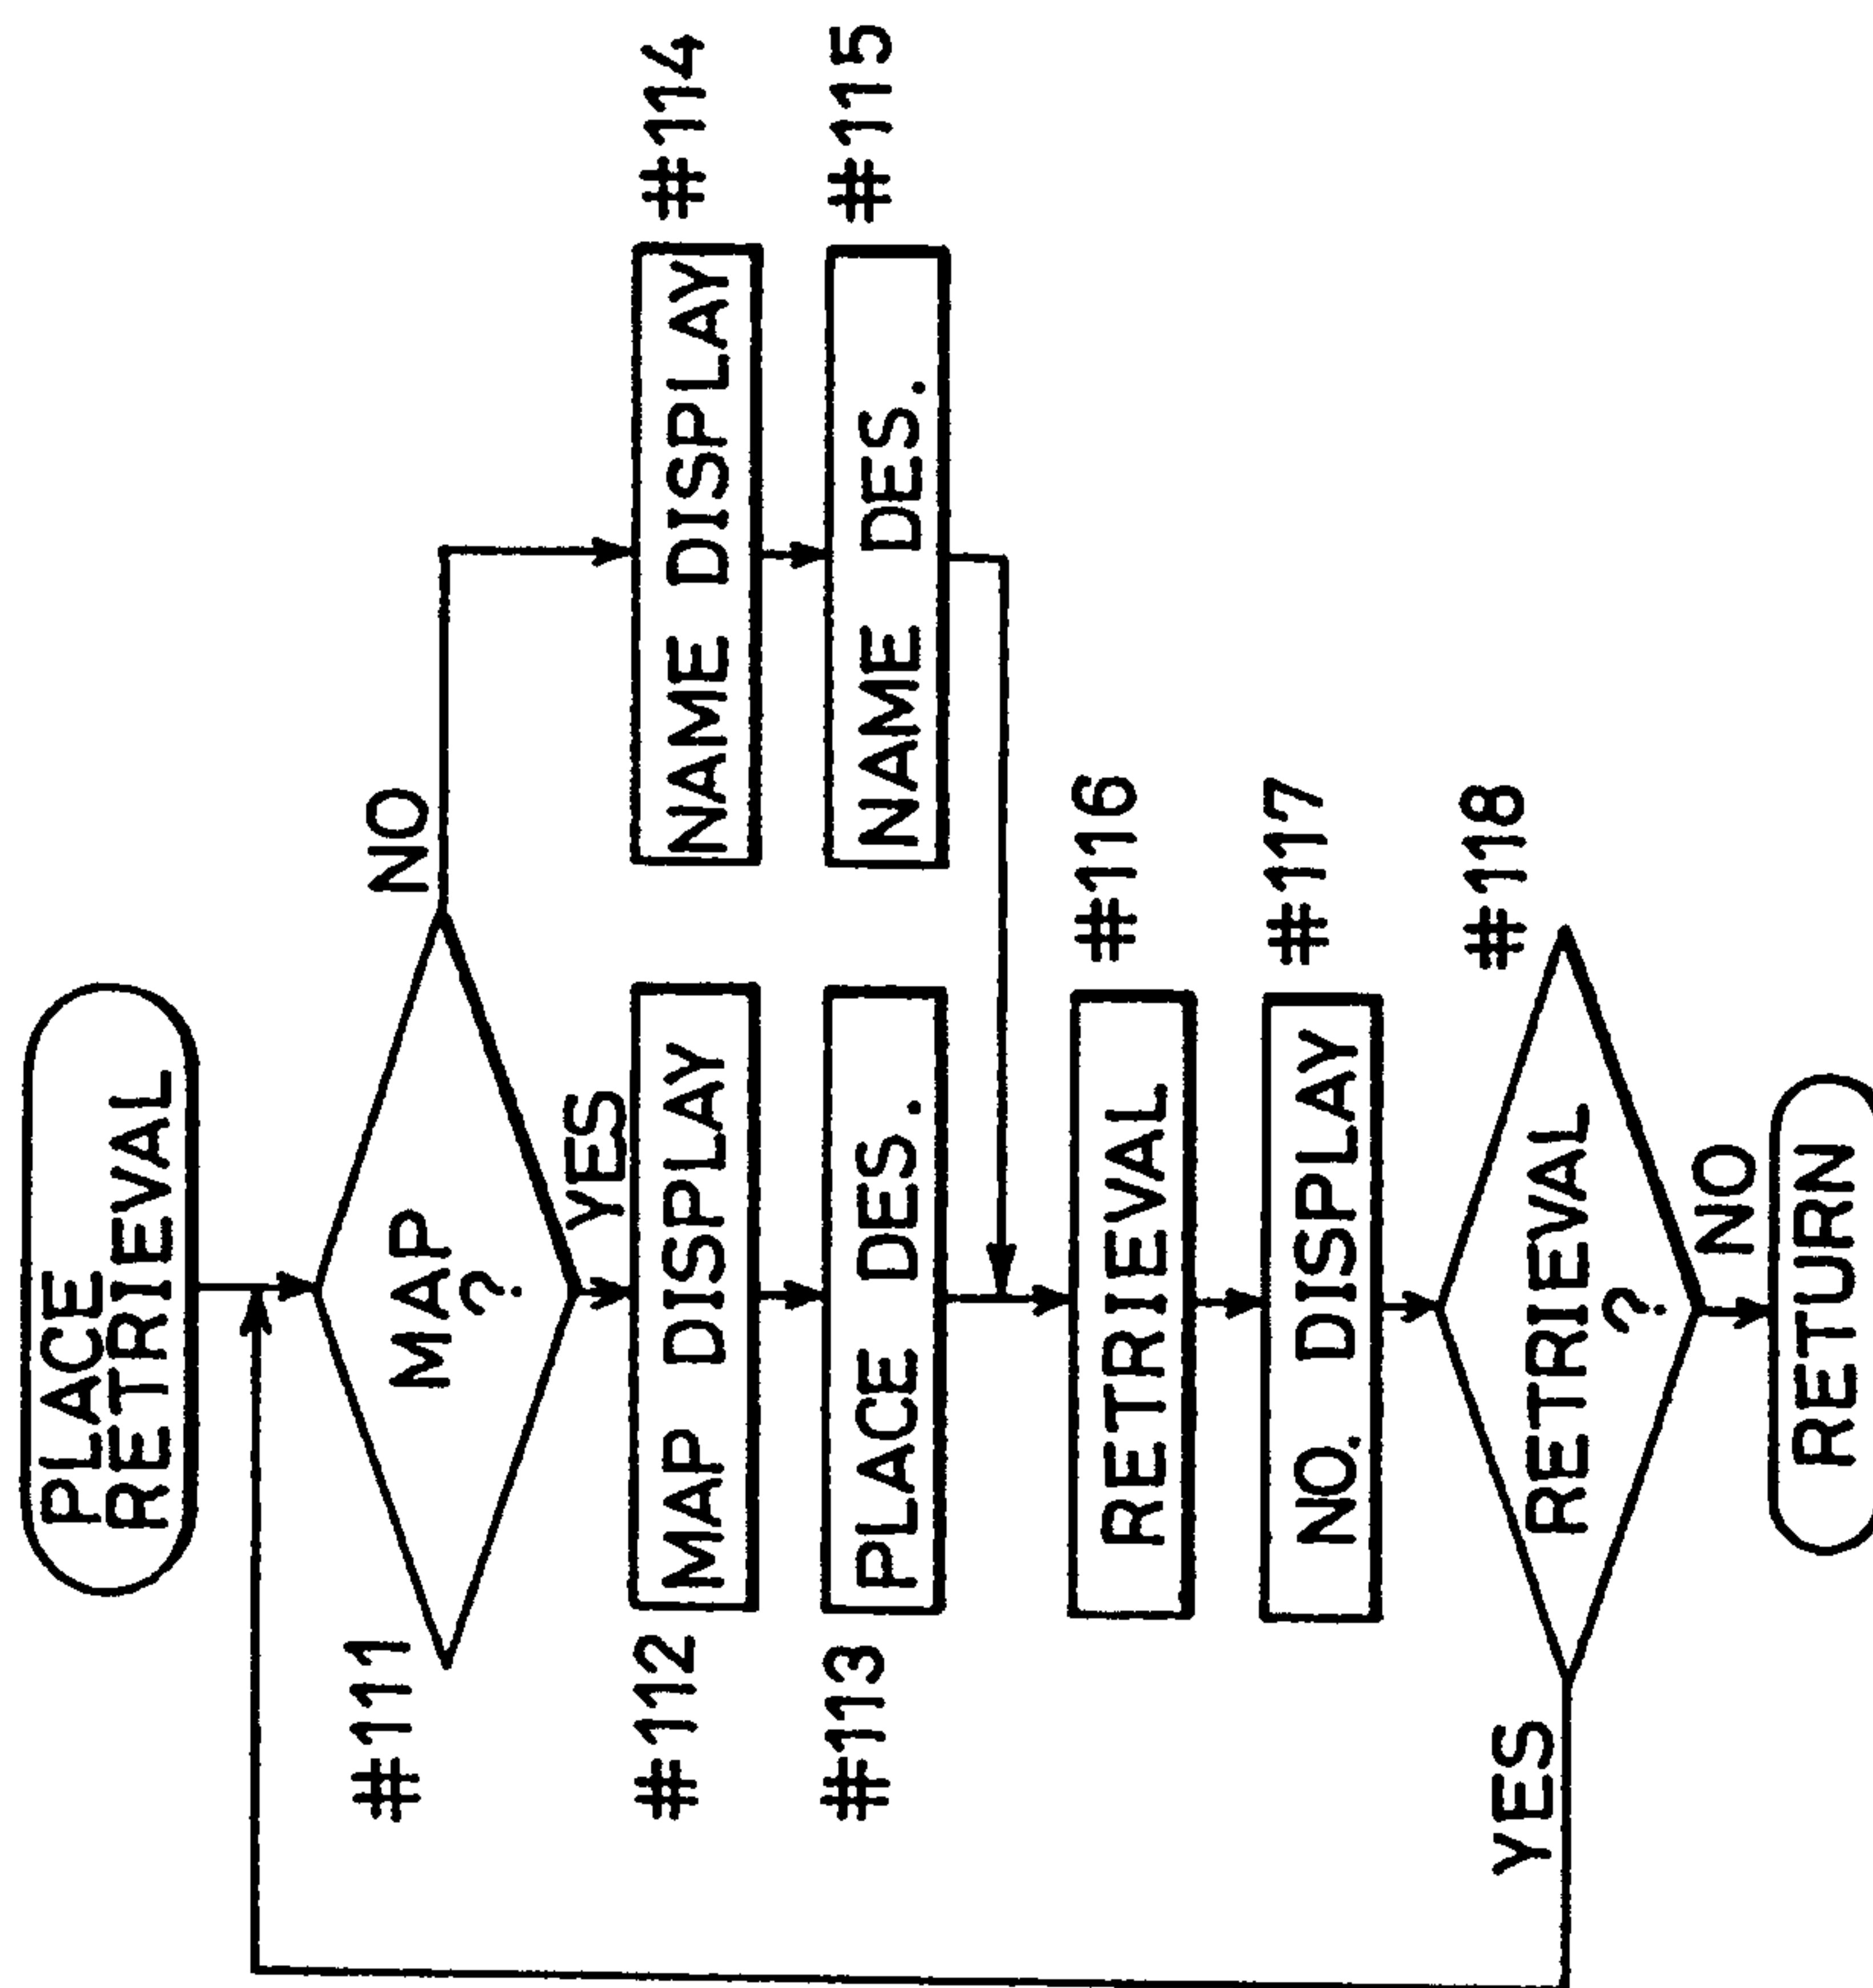 PLACE
RETRIEVAL
#111
MAP
?
NO
YES
#112
MAP DISPLAY
NAME DISPLAY
#114
#113
PLACE DES.
NAME DES.
#115
RETRIEVAL
#116
NO. DISPLAY
#117
#118
YES
RETRIEVAL
?
NO
RETURN